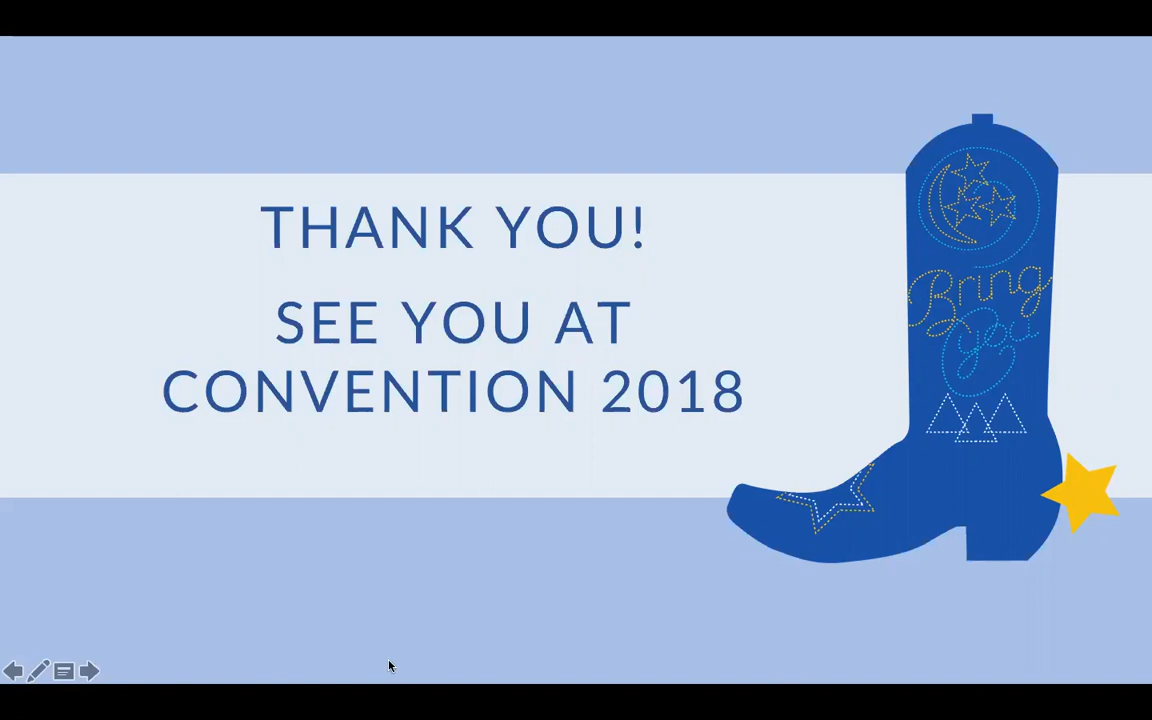 THANK YOU!
SEE YOU AT
CONVENTION 2018
Bring
You